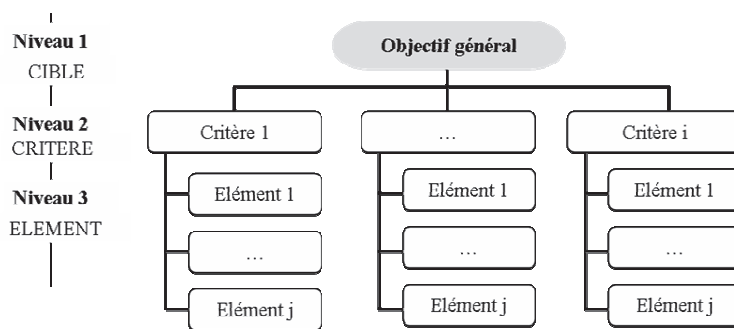 Niveau 1
CIBLE
Niveau 2
CRITERE
Niveau 3
ELEMENT
Objectif général
Critère 1
...
Critère i
Elément 1
...
Elément j
Elément 1
...
Elément j
Elément 1
...
Elément j